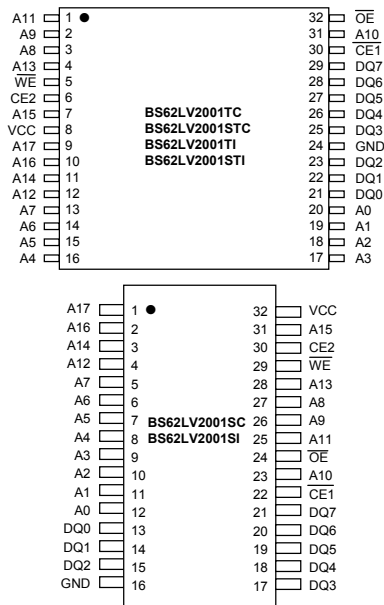 A11 1 32 O̅E̅
A9 2 31 A10
A8 3 30 C̅E̅1̅
A13 4 29 DQ7
W̅E̅ 5 28 DQ6
CE2 6 27 DQ5
A15 7 BS62LV2001TC 26 DQ4
VCC 8 BS62LV2001STC 25 DQ3
A17 9 BS62LV2001TI 24 GND
A16 10 BS62LV2001STI 23 DQ2
A14 11 22 DQ1
A12 12 21 DQ0
A7 13 20 A0
A6 14 19 A1
A5 15 18 A2
A4 16 17 A3
A17 1 32 VCC
A16 2 31 A15
A14 3 30 CE2
A12 4 29 W̅E̅
A7 5 28 A13
A6 6 27 A8
A5 7 BS62LV2001SC 26 A9
A4 8 BS62LV2001SI 25 A11
A3 9 24 O̅E̅
A2 10 23 A10
A1 11 22 C̅E̅1̅
A0 12 21 DQ7
DQ0 13 20 DQ6
DQ1 14 19 DQ5
DQ2 15 18 DQ4
GND 16 17 DQ3